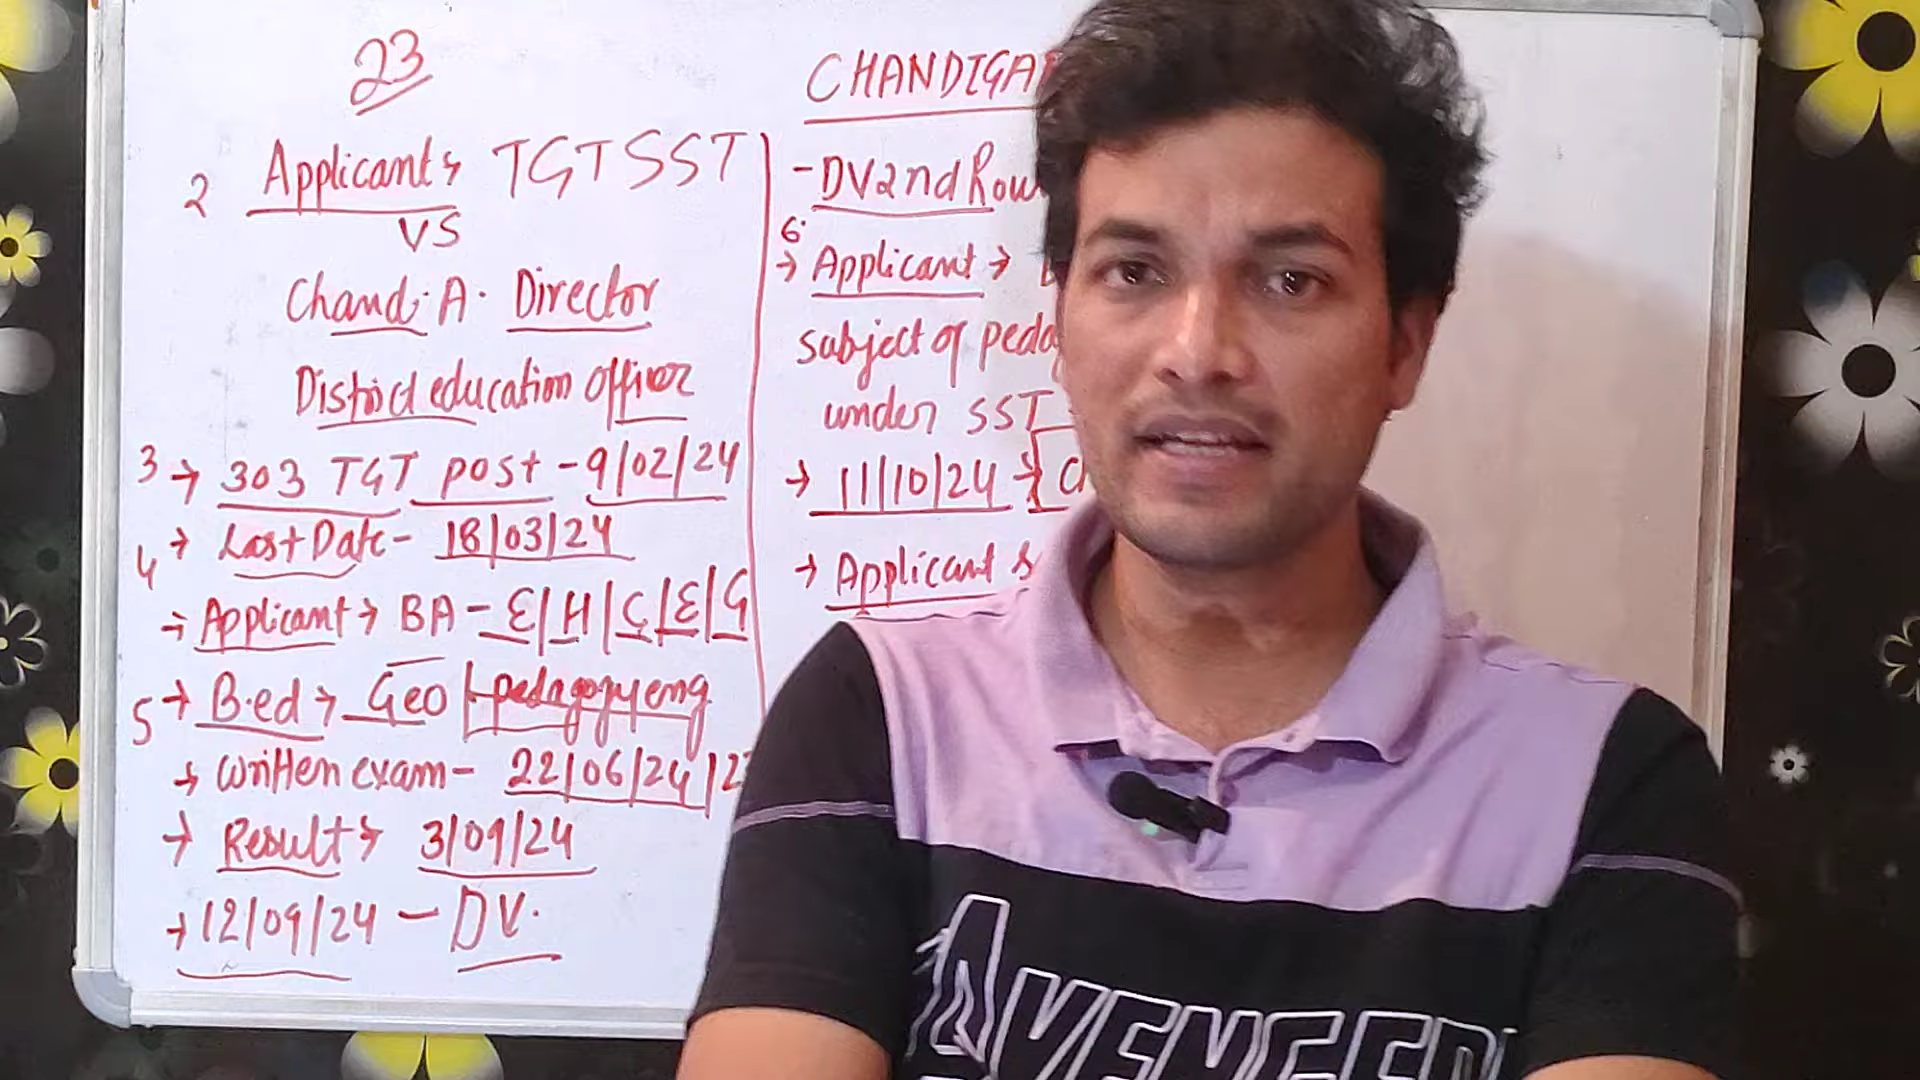 23
2 Applicant → TGT SST
VS
Chand. A. Director
District education officer
3 → 303 TGT post - 9/02/24
4 → Last Date - 18/03/24
→ Applicant → BA - E/H/C/E/G
5 → B.ed → Geo pedagogy eng
→ written exam - 22/06/24/2
→ Result → 3/09/24
→ 12/09/24 - DV.
CHANDIGA
- DV 2nd Rou
6.
→ Applicant →
subject of peda
under SST
→ 11/10/24 →
→ Applicant
AVENGER